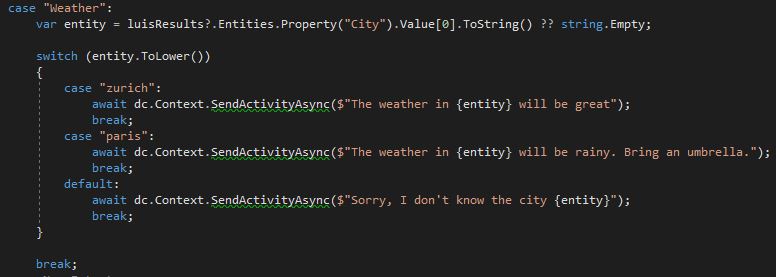 case "Weather":
var entity = luisResults?.Entities.Property("City").Value[0].ToString() ?? string.Empty;
switch (entity.ToLower())
{
case "zurich":
await dc.Context.SendActivityAsync($"The weather in {entity} will be great");
break;
case "paris":
await dc.Context.SendActivityAsync($"The weather in {entity} will be rainy. Bring an umbrella.");
break;
default:
await dc.Context.SendActivityAsync($"Sorry, I don't know the city {entity}");
break;
}
break;